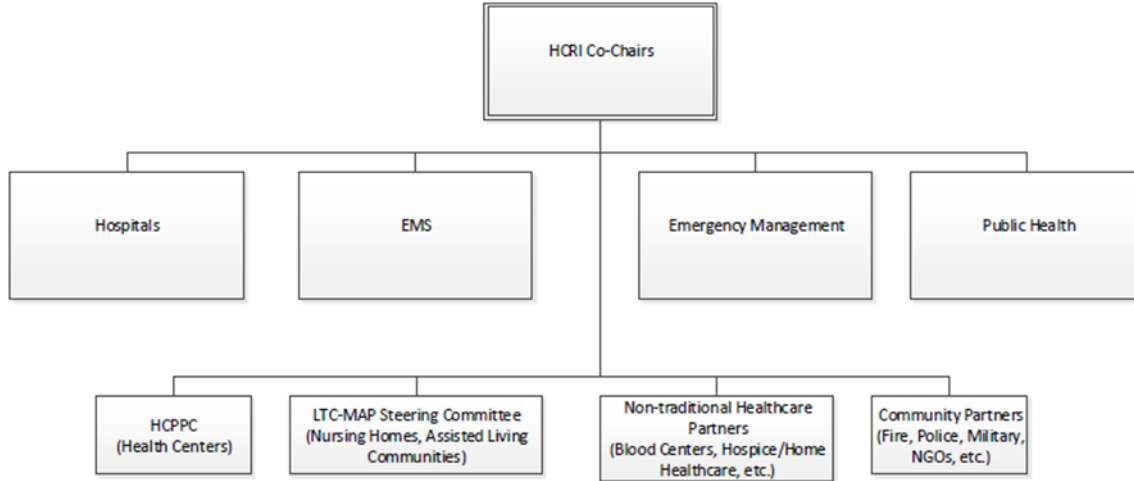 HCRI Co-Chairs
Hospitals
EMS
Emergency Management
Public Health
HCPPC
(Health Centers)
LTC-MAP Steering Committee
(Nursing Homes, Assisted Living
Communities)
Non-traditional Healthcare
Partners
(Blood Centers, Hospice/Home
Healthcare, etc.)
Community Partners
(Fire, Police, Military,
NGOs, etc.)